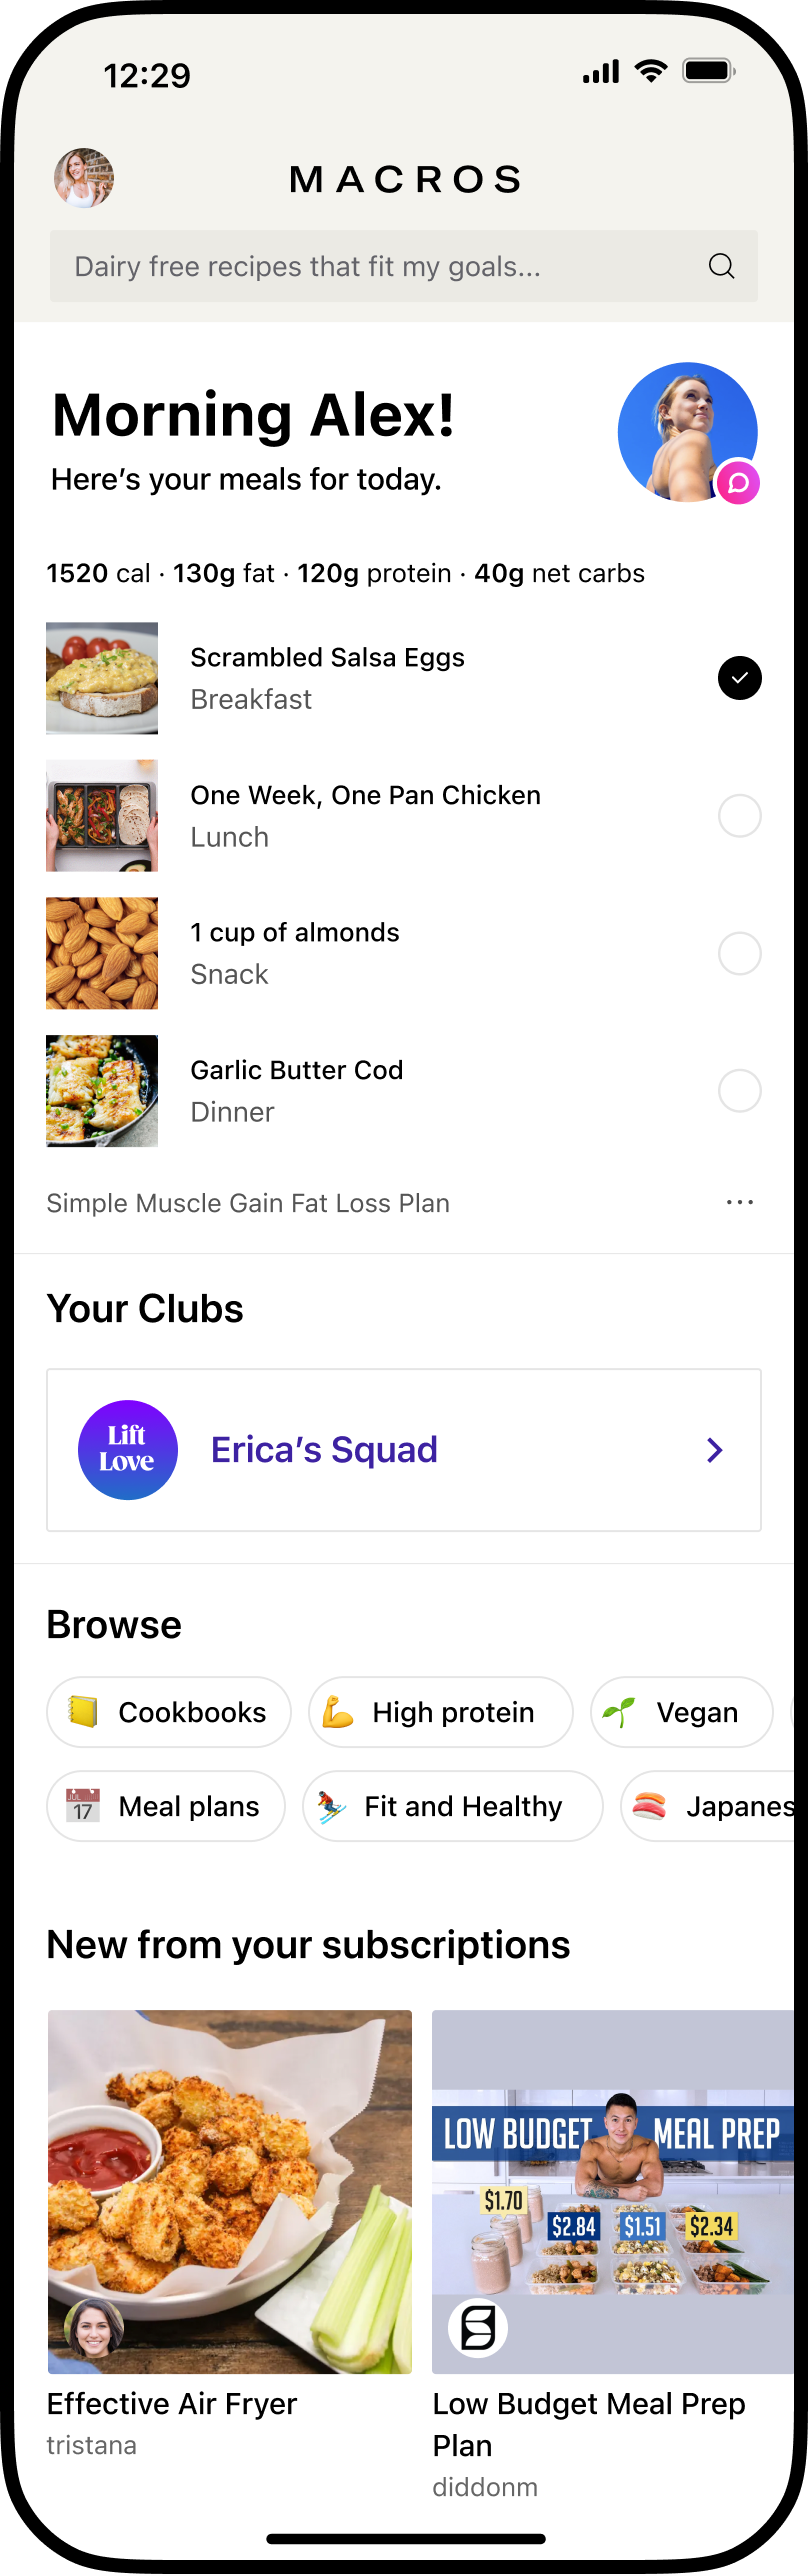 12:29
MACROS
Dairy free recipes that fit my goals...
Morning Alex!
Here’s your meals for today.
1520 cal · 130g fat · 120g protein · 40g net carbs
Scrambled Salsa Eggs
Breakfast
One Week, One Pan Chicken
Lunch
1 cup of almonds
Snack
Garlic Butter Cod
Dinner
Simple Muscle Gain Fat Loss Plan
Your Clubs
Lift
Love
Erica’s Squad
Browse
Cookbooks
High protein
Vegan
JUL
17
Meal plans
Fit and Healthy
Japanes
New from your subscriptions
LOW BUDGET MEAL PREP
$1.70
$2.84 $1.51 $2.34
Effective Air Fryer
tristana
Low Budget Meal Prep
Plan
diddonm